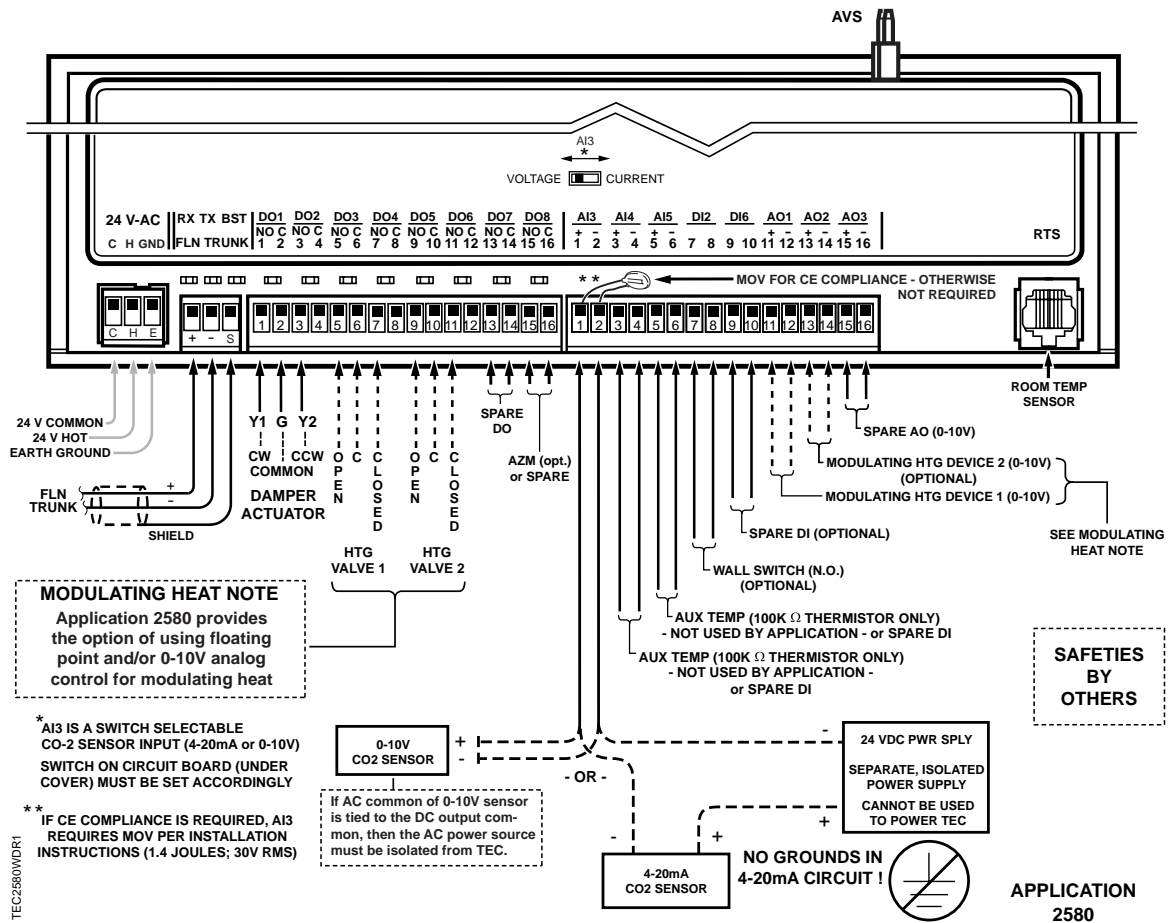 AVS
AI3
*
VOLTAGE CURRENT
24 V-AC RX TX BST DO1 DO2 DO3 DO4 DO5 DO6 DO7 DO8 AI3 AI4 AI5 DI2 DI6 AO1 AO2 AO3 RTS
NO C NO C NO C NO C NO C NO C NO C NO C + - + - + - + - + - + -
C H GND FLN TRUNK 1 2 3 4 5 6 7 8 9 10 11 12 13 14 15 16 1 2 3 4 5 6 7 8 9 10 11 12 13 14 15 16
* *
MOV FOR CE COMPLIANCE - OTHERWISE
NOT REQUIRED
C H E
+ - S
1 2 3 4 5 6 7 8 9 10 11 12 13 14 15 16
1 2 3 4 5 6 7 8 9 10 11 12 13 14 15 16
24 V COMMON
24 V HOT
EARTH GROUND
FLN
TRUNK
+
-
SHIELD
Y1 G Y2
CW CCW
COMMON
DAMPER
ACTUATOR
OPEN
C
CLOSED
HTG
VALVE 1
OPEN
C
CLOSED
HTG
VALVE 2
SPARE
DO
AZM (opt.)
or SPARE
ROOM TEMP
SENSOR
SPARE AO (0-10V)
MODULATING HTG DEVICE 2 (0-10V)
(OPTIONAL)
MODULATING HTG DEVICE 1 (0-10V)
SEE MODULATING
HEAT NOTE
SPARE DI (OPTIONAL)
WALL SWITCH (N.O.)
(OPTIONAL)
AUX TEMP (100K Ω THERMISTOR ONLY)
- NOT USED BY APPLICATION - or SPARE DI
AUX TEMP (100K Ω THERMISTOR ONLY)
- NOT USED BY APPLICATION -
or SPARE DI
MODULATING HEAT NOTE
Application 2580 provides
the option of using floating
point and/or 0-10V analog
control for modulating heat
SAFETIES
BY
OTHERS
*AI3 IS A SWITCH SELECTABLE
CO-2 SENSOR INPUT (4-20mA or 0-10V)
SWITCH ON CIRCUIT BOARD (UNDER
COVER) MUST BE SET ACCORDINGLY
* * IF CE COMPLIANCE IS REQUIRED, AI3
REQUIRES MOV PER INSTALLATION
INSTRUCTIONS (1.4 JOULES; 30V RMS)
0-10V
CO2 SENSOR
+
-
- OR -
If AC common of 0-10V sensor
is tied to the DC output com-
mon, then the AC power source
must be isolated from TEC.
-
24 VDC PWR SPLY
SEPARATE, ISOLATED
POWER SUPPLY
CANNOT BE USED
TO POWER TEC
+
- +
4-20mA
CO2 SENSOR
NO GROUNDS IN
4-20mA CIRCUIT !
APPLICATION
2580
TEC2580WDR1